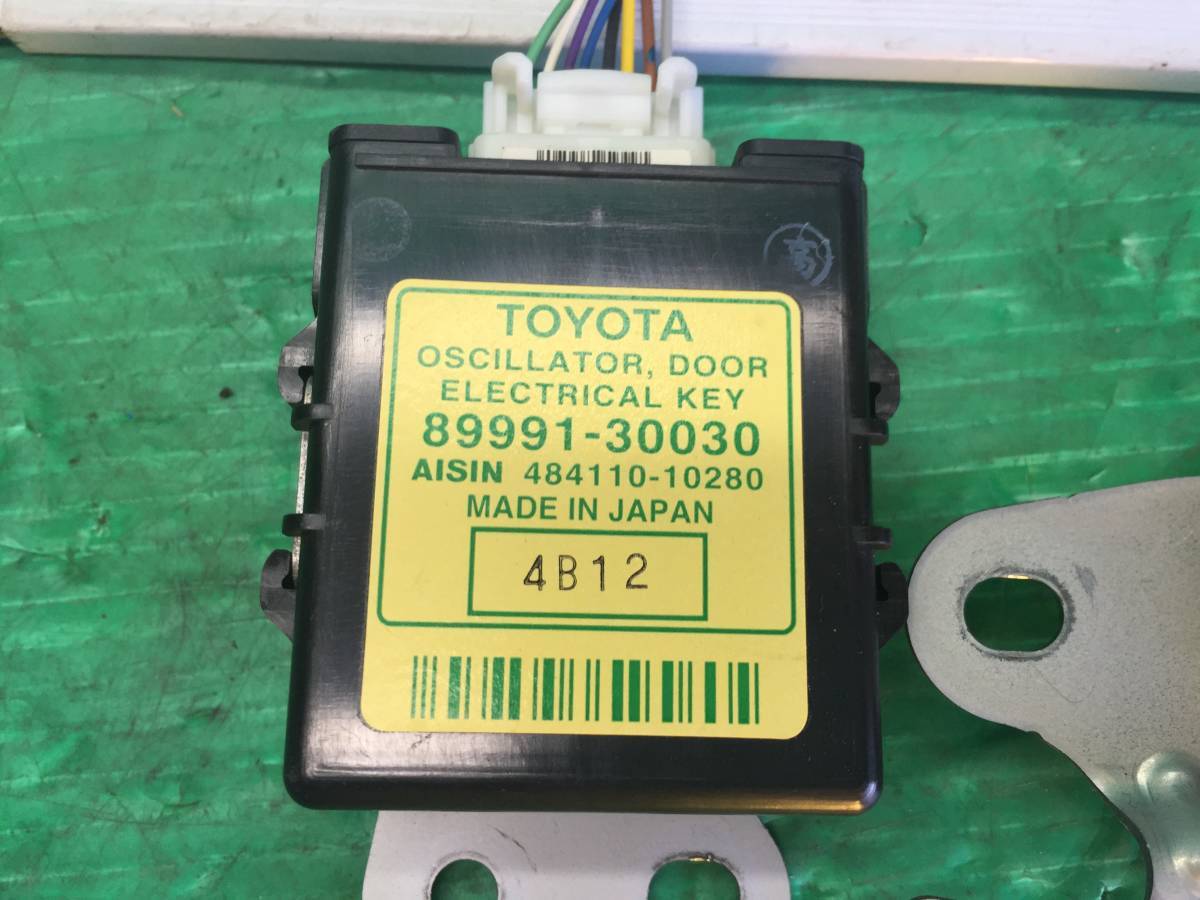 TOYOTA
OSCILLATOR, DOOR
ELECTRICAL KEY
89991-30030
AISIN 484110-10280
MADE IN JAPAN
4B12